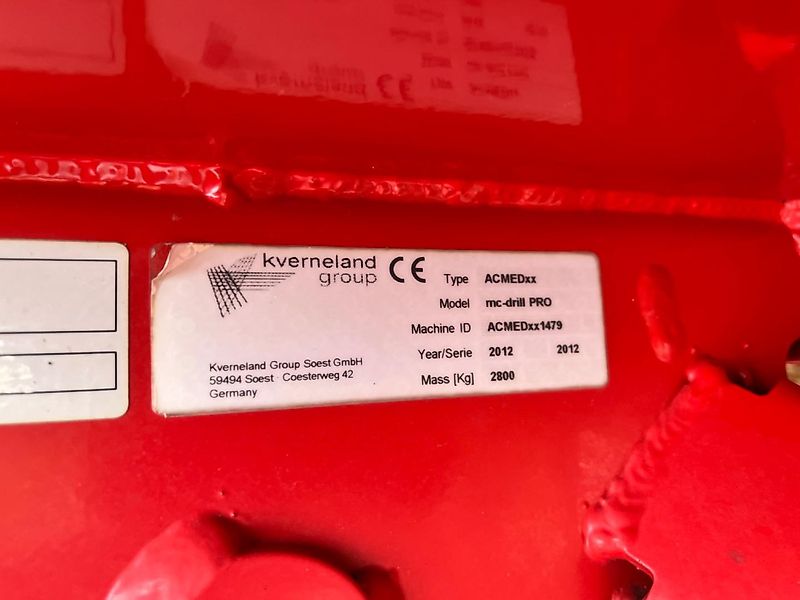 kverneland
group
CE
Type ACMEDxx
Model mc-drill PRO
Machine ID ACMEDxx1479
Year/Serie 2012 2012
Mass [Kg] 2800
Kverneland Group Soest GmbH
59494 Soest Coesterweg 42
Germany